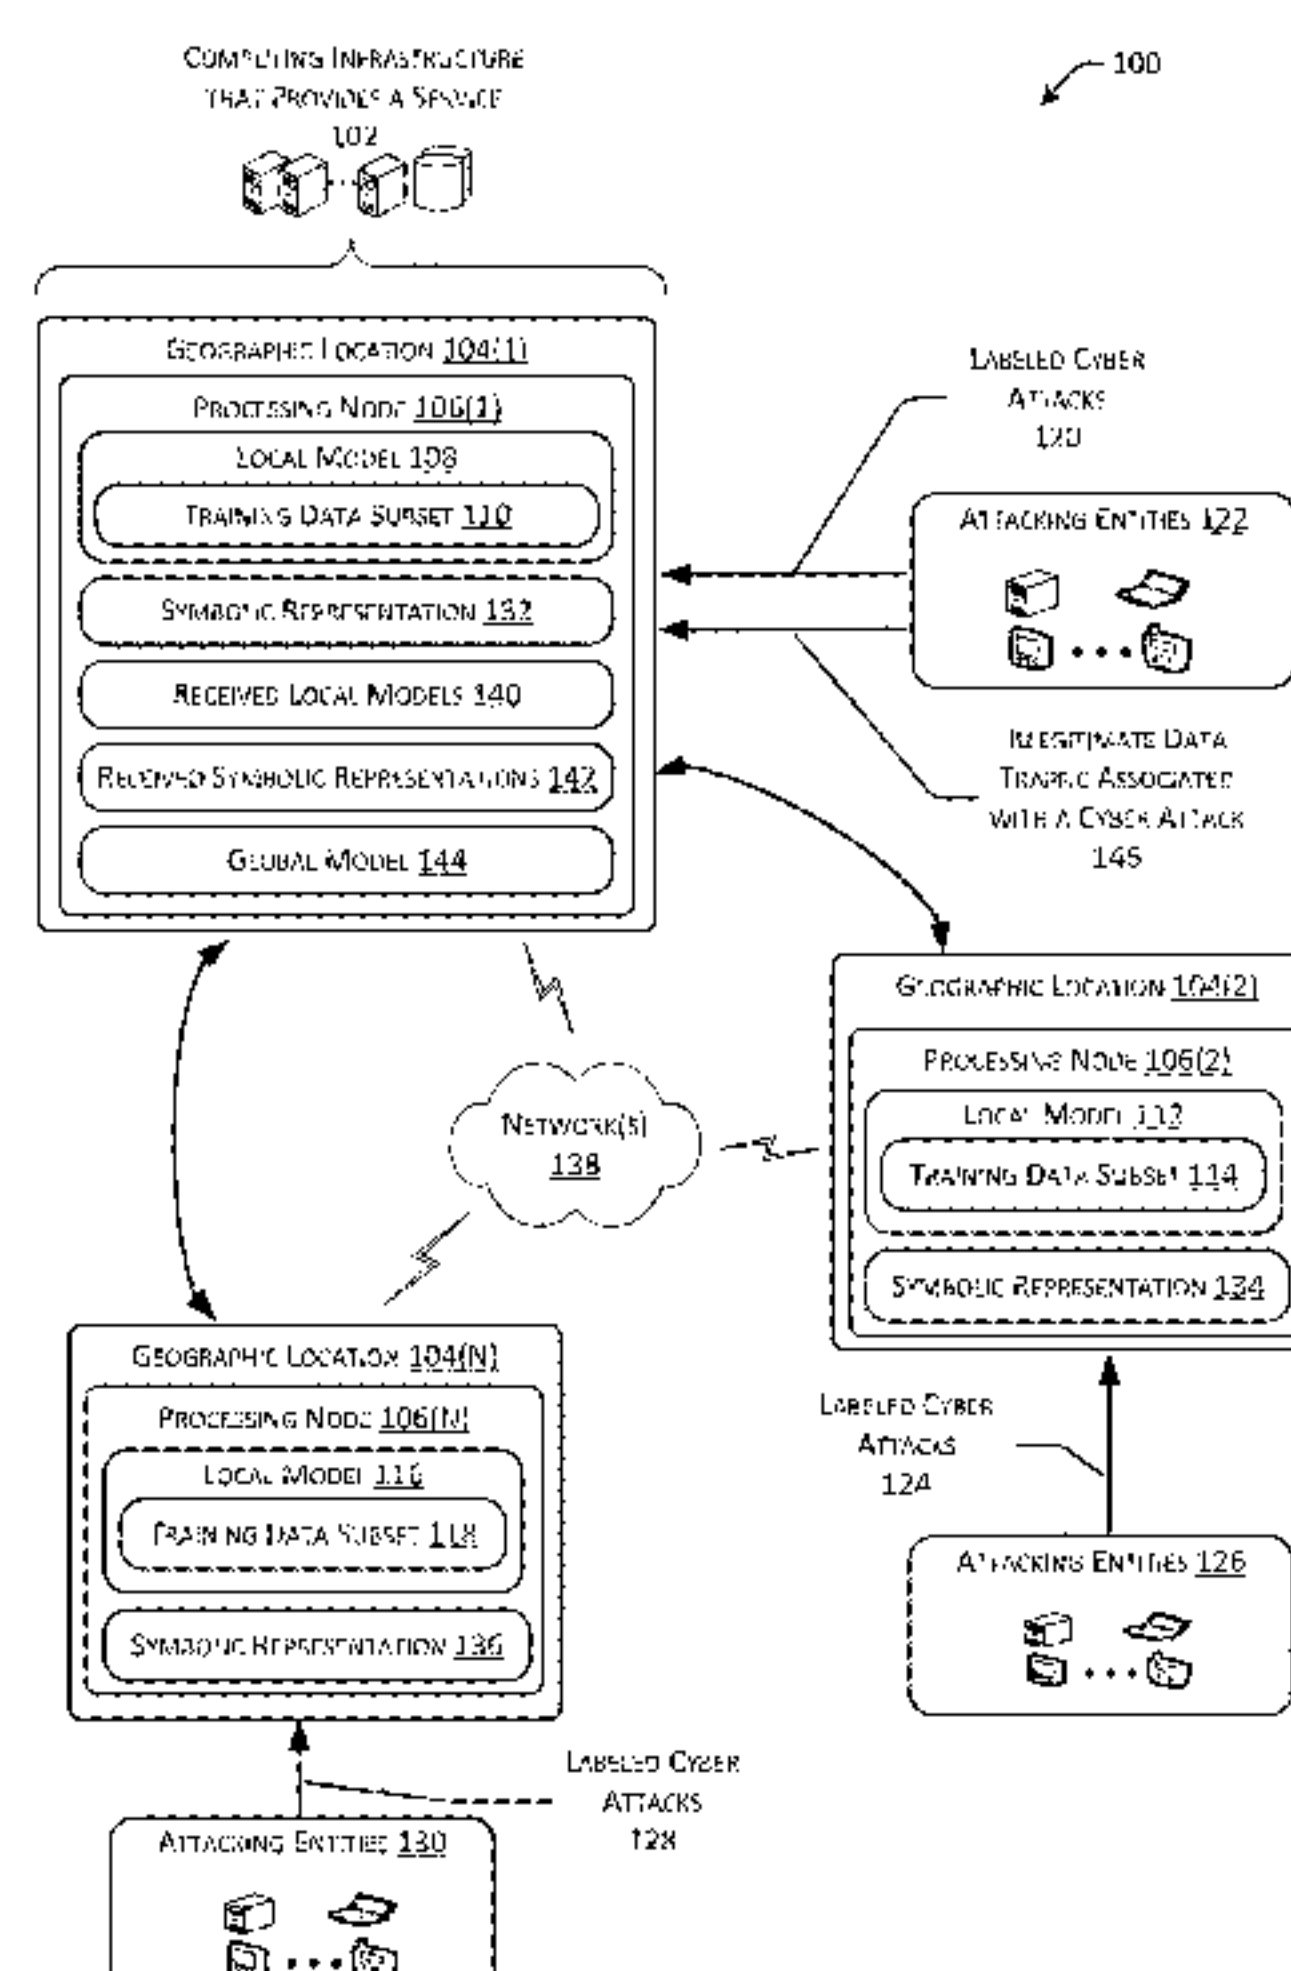 COMPUTING INFRASTRUCTURE
THAT PROVIDES A SERVICE
102
100
GEOGRAPHIC LOCATION 104(1)
PROCESSING NODE 106(1)
LOCAL MODEL 108
TRAINING DATA SUBSET 110
SYMBOLIC REPRESENTATION 132
RECEIVED LOCAL MODELS 140
RECEIVED SYMBOLIC REPRESENTATIONS 142
GLOBAL MODEL 144
LABELED CYBER
ATTACKS
120
ATTACKING ENTITIES 122
ILLEGITIMATE DATA
TRAFFIC ASSOCIATED
WITH A CYBER ATTACK
146
GEOGRAPHIC LOCATION 104(2)
PROCESSING NODE 106(2)
LOCAL MODEL 112
TRAINING DATA SUBSET 114
SYMBOLIC REPRESENTATION 134
NETWORK(S)
138
GEOGRAPHIC LOCATION 104(N)
PROCESSING NODE 106(N)
LOCAL MODEL 116
TRAINING DATA SUBSET 118
SYMBOLIC REPRESENTATION 136
LABELED CYBER
ATTACKS
124
ATTACKING ENTITIES 126
LABELED CYBER
ATTACKS
128
ATTACKING ENTITIES 130